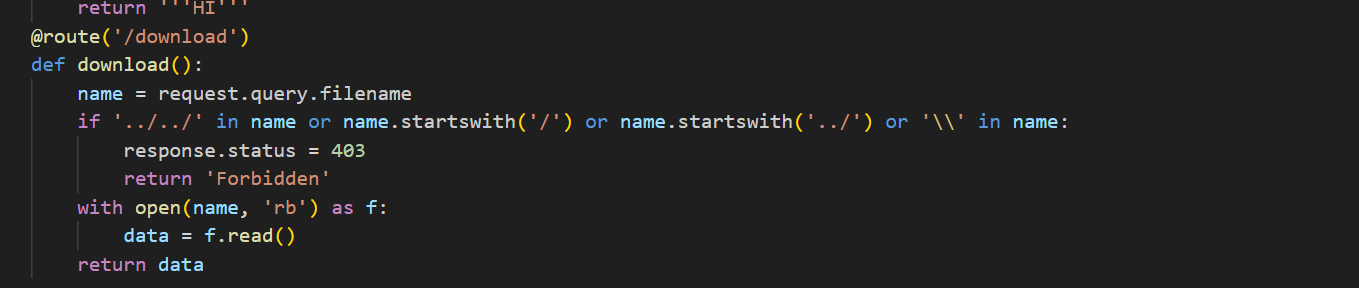 return '''HI'''
@route('/download')
def download():
    name = request.query.filename
    if '../../' in name or name.startswith('/') or name.startswith('../') or '\\' in name:
        response.status = 403
        return 'Forbidden'
    with open(name, 'rb') as f:
        data = f.read()
    return data